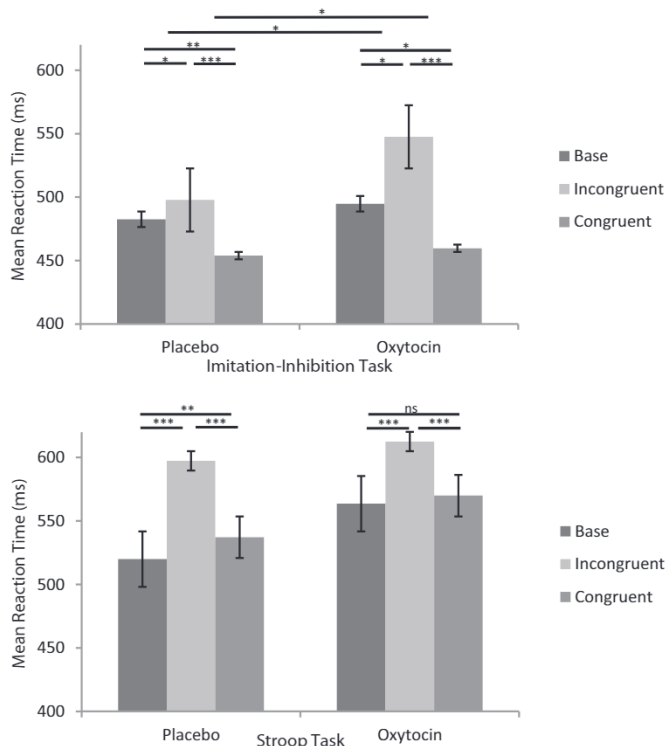 *
*
** *
* *** * ***
600
550
500
450
400
Mean Reaction Time (ms)
Base
Incongruent
Congruent
Placebo Oxytocin
Imitation-Inhibition Task
** ns
*** *** *** ***
600
550
500
450
400
Mean Reaction Time (ms)
Base
Incongruent
Congruent
Placebo Oxytocin
Stroop Task